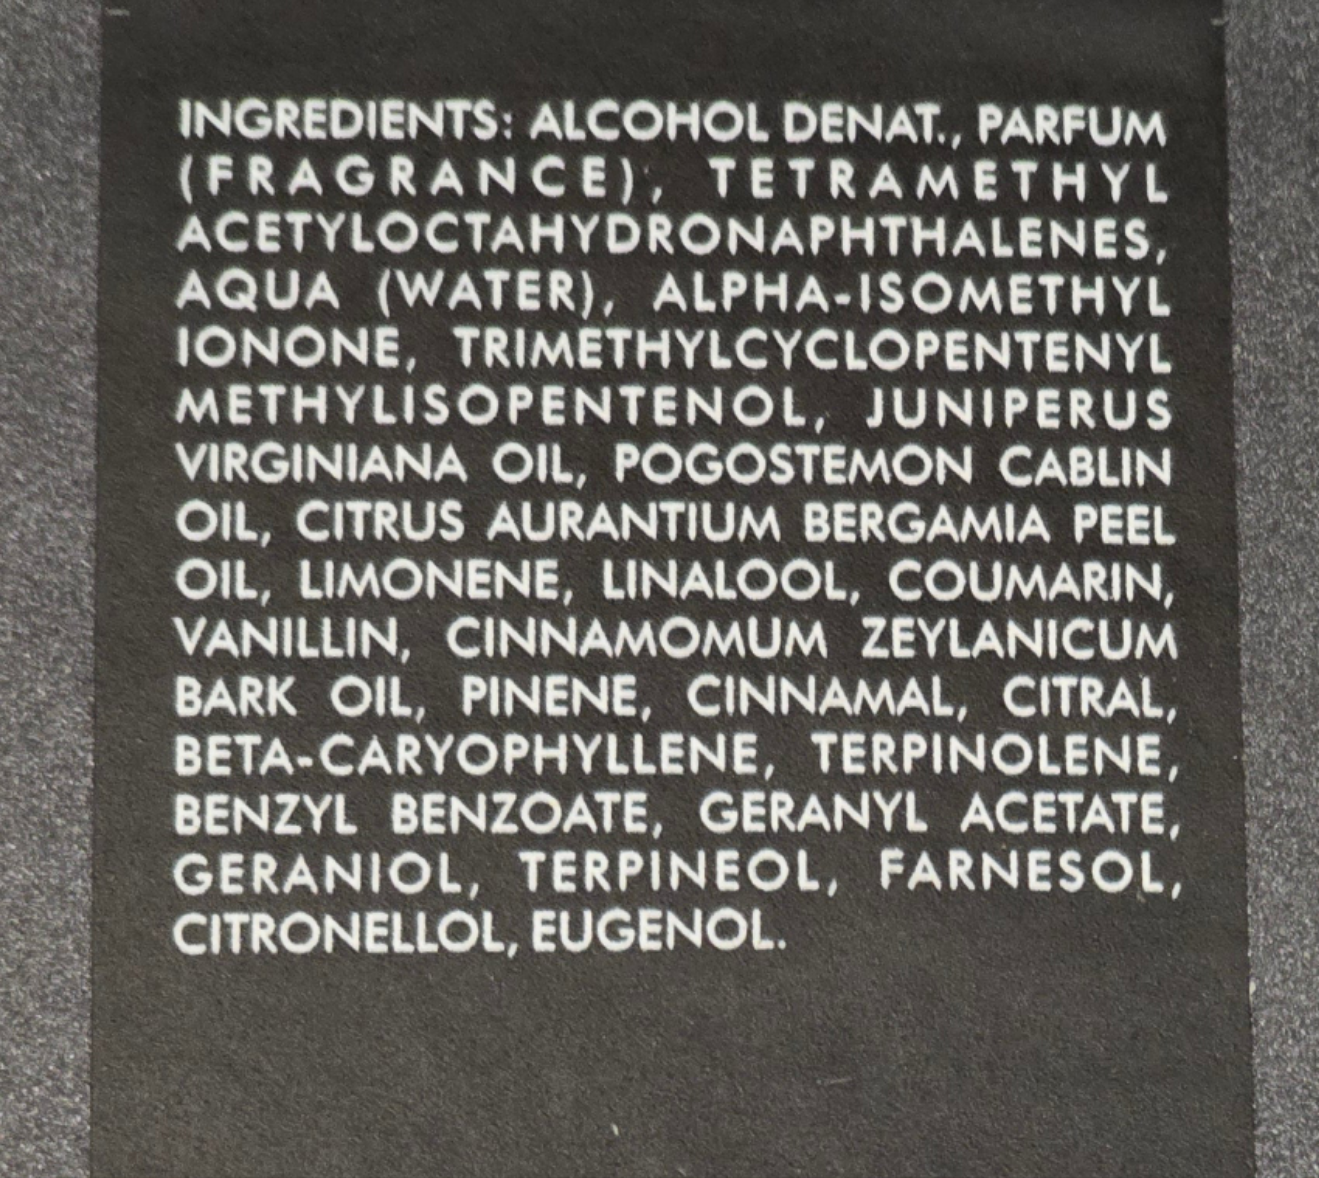 INGREDIENTS: ALCOHOL DENAT., PARFUM
(FRAGRANCE), TETRAMETHYL
ACETYLOCTAHYDRONAPHTHALENES,
AQUA (WATER), ALPHA-ISOMETHYL
IONONE, TRIMETHYLCYCLOPENTENYL
METHYLISOPENTENOL, JUNIPERUS
VIRGINIANA OIL, POGOSTEMON CABLIN
OIL, CITRUS AURANTIUM BERGAMIA PEEL
OIL, LIMONENE, LINALOOL, COUMARIN,
VANILLIN, CINNAMOMUM ZEYLANICUM
BARK OIL, PINENE, CINNAMAL, CITRAL,
BETA-CARYOPHYLLENE, TERPINOLENE,
BENZYL BENZOATE, GERANYL ACETATE,
GERANIOL, TERPINEOL, FARNESOL,
CITRONELLOL, EUGENOL.